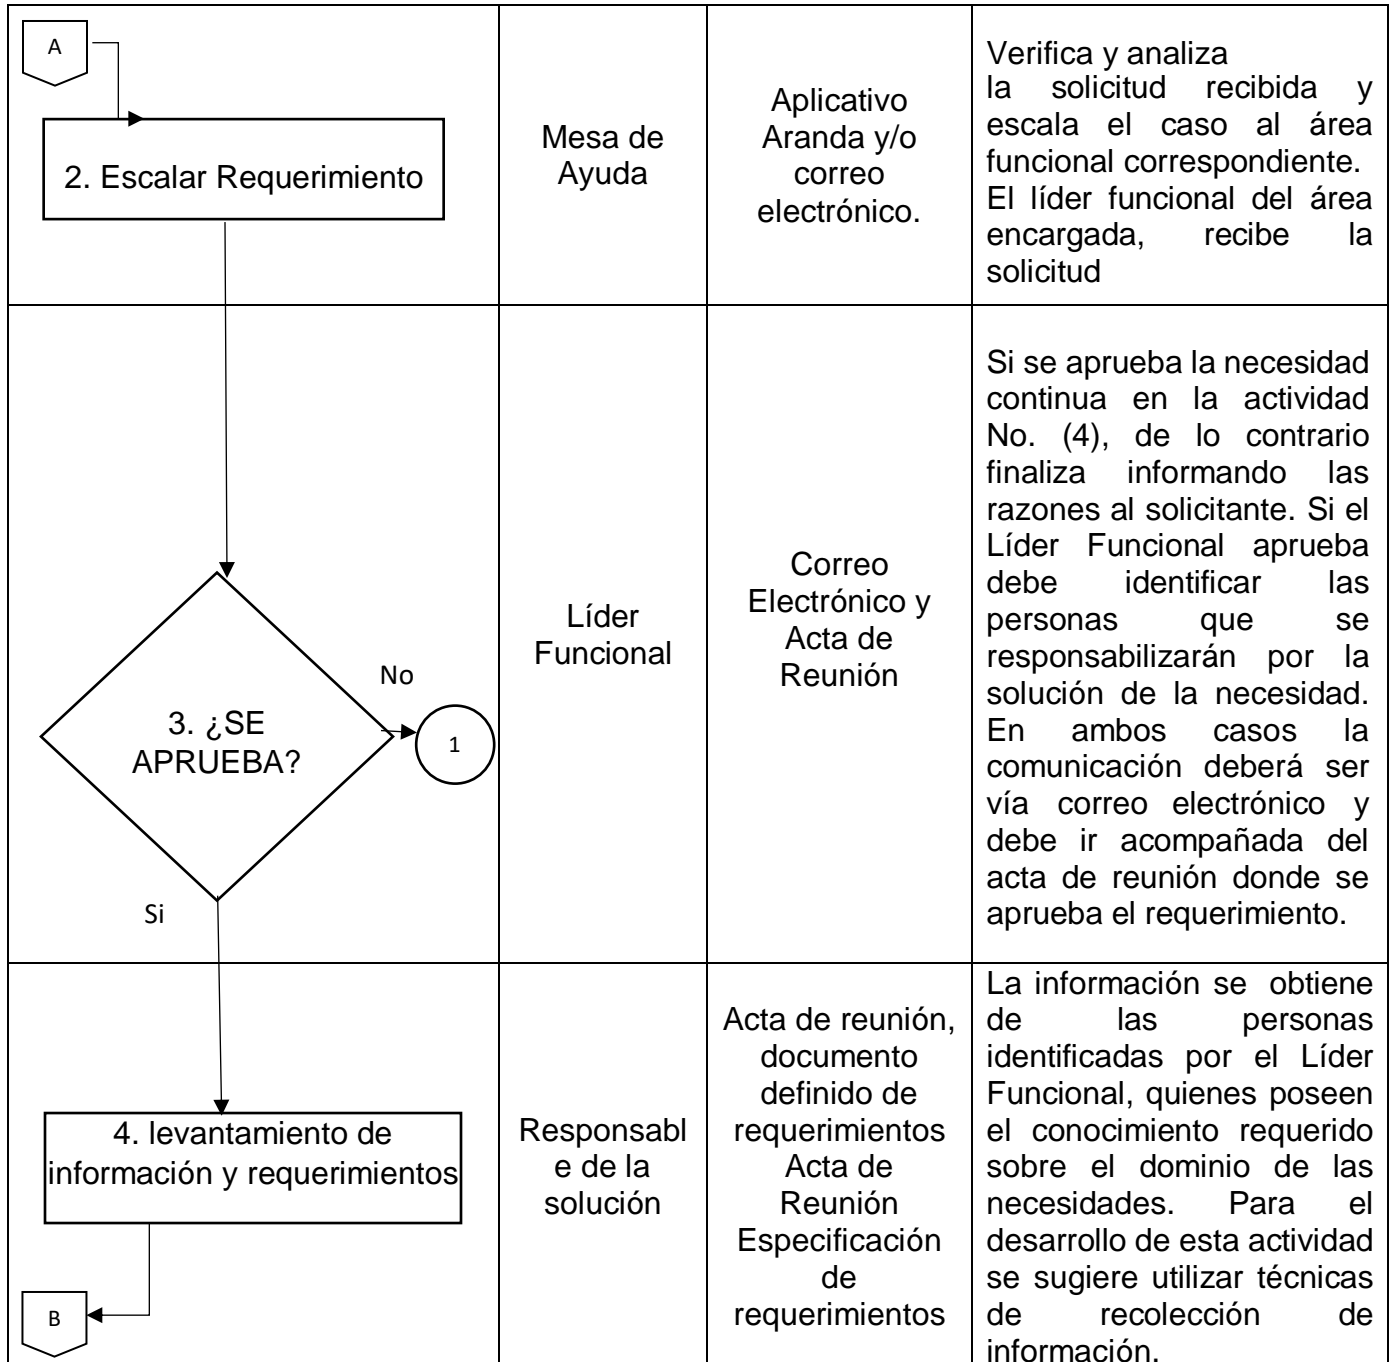 A
2. Escalar Requerimiento
Mesa de
Ayuda
Aplicativo
Aranda y/o
correo
electrónico.
Verifica y analiza
la solicitud recibida y
escala el caso al área
funcional correspondiente.
El líder funcional del área
encargada, recibe la
solicitud
3. ¿SE
APRUEBA?
No
1
Si
Líder
Funcional
Correo
Electrónico y
Acta de
Reunión
Si se aprueba la necesidad
continua en la actividad
No. (4), de lo contrario
finaliza informando las
razones al solicitante. Si el
Líder Funcional aprueba
debe identificar las
personas que se
responsabilizarán por la
solución de la necesidad.
En ambos casos la
comunicación deberá ser
vía correo electrónico y
debe ir acompañada del
acta de reunión donde se
aprueba el requerimiento.
4. levantamiento de
información y requerimientos
B
Responsabl
e de la
solución
Acta de reunión,
documento
definido de
requerimientos
Acta de
Reunión
Especificación
de
requerimientos
La información se obtiene
de las personas
identificadas por el Líder
Funcional, quienes poseen
el conocimiento requerido
sobre el dominio de las
necesidades. Para el
desarrollo de esta actividad
se sugiere utilizar técnicas
de recolección de
información.